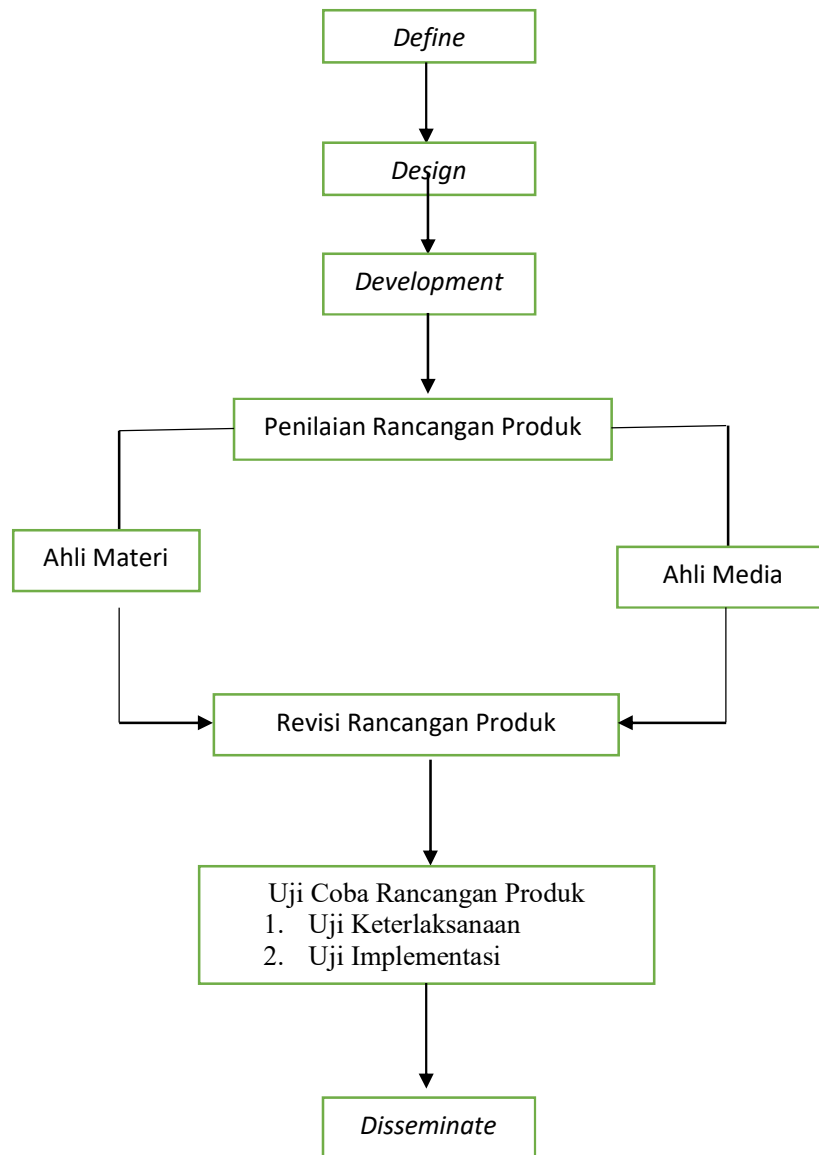 Define
Design
Development
Penilaian Rancangan Produk
Ahli Materi
Ahli Media
Revisi Rancangan Produk
Uji Coba Rancangan Produk
1. Uji Keterlaksanaan
2. Uji Implementasi
Disseminate